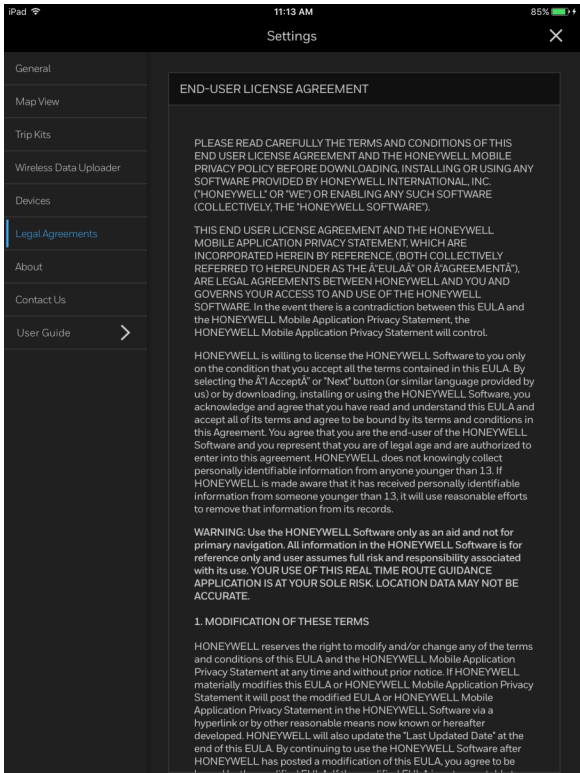 iPad 11:13 AM 85%
Settings
General
Map View
Trip Kits
Wireless Data Uploader
Devices
Legal Agreements
About
Contact Us
User Guide
END-USER LICENSE AGREEMENT
PLEASE READ CAREFULLY THE TERMS AND CONDITIONS OF THIS
END USER LICENSE AGREEMENT AND THE HONEYWELL MOBILE
PRIVACY POLICY BEFORE DOWNLOADING, INSTALLING OR USING ANY
SOFTWARE PROVIDED BY HONEYWELL INTERNATIONAL, INC.
("HONEYWELL" OR "WE") OR ENABLING ANY SUCH SOFTWARE
(COLLECTIVELY, THE "HONEYWELL SOFTWARE").
THIS END USER LICENSE AGREEMENT AND THE HONEYWELL
MOBILE APPLICATION PRIVACY STATEMENT, WHICH ARE
INCORPORATED HEREIN BY REFERENCE, (BOTH COLLECTIVELY
REFERRED TO HEREUNDER AS THE Â"EULAÂ" OR Â"AGREEMENTÂ"),
ARE LEGAL AGREEMENTS BETWEEN HONEYWELL AND YOU AND
GOVERNS YOUR ACCESS TO AND USE OF THE HONEYWELL
SOFTWARE. In the event there is a contradiction between this EULA and
the HONEYWELL Mobile Application Privacy Statement, the
HONEYWELL Mobile Application Privacy Statement will control.
HONEYWELL is willing to license the HONEYWELL Software to you only
on the condition that you accept all the terms contained in this EULA. By
selecting the Â"I AcceptÂ" or "Next" button (or similar language provided by
us) or by downloading, installing or using the HONEYWELL Software, you
acknowledge and agree that you have read and understand this EULA and
accept all of its terms and agree to be bound by its terms and conditions in
this Agreement. You agree that you are the end-user of the HONEYWELL
Software and you represent that you are of legal age and are authorized to
enter into this agreement. HONEYWELL does not knowingly collect
personally identifiable information from anyone younger than 13. If
HONEYWELL is made aware that it has received personally identifiable
information from someone younger than 13, it will use reasonable efforts
to remove that information from its records.
WARNING: Use the HONEYWELL Software only as an aid and not for
primary navigation. All information in the HONEYWELL Software is for
reference only and user assumes full risk and responsibility associated
with its use. YOUR USE OF THIS REAL TIME ROUTE GUIDANCE
APPLICATION IS AT YOUR SOLE RISK. LOCATION DATA MAY NOT BE
ACCURATE.
1. MODIFICATION OF THESE TERMS
HONEYWELL reserves the right to modify and/or change any of the terms
and conditions of this EULA and the HONEYWELL Mobile Application
Privacy Statement at any time and without prior notice. If HONEYWELL
materially modifies this EULA or HONEYWELL Mobile Application Privacy
Statement it will post the modified EULA or HONEYWELL Mobile
Application Privacy Statement in the HONEYWELL Software via a
hyperlink or by other reasonable means now known or hereafter
developed. HONEYWELL will also update the "Last Updated Date" at the
end of this EULA. By continuing to use the HONEYWELL Software after
HONEYWELL has posted a modification of this EULA, you agree to be